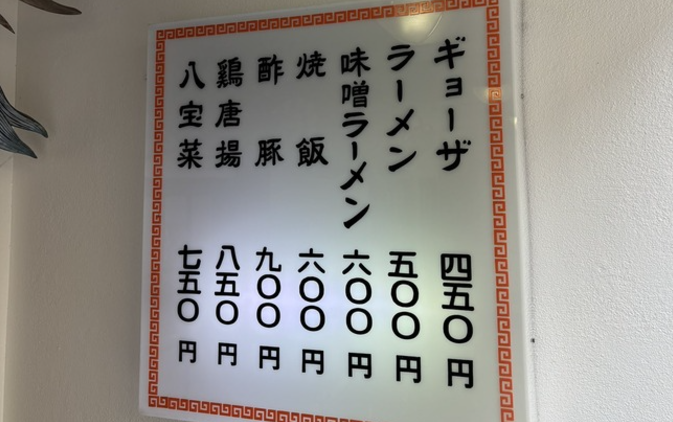 ギョーザ 四五〇円
ラーメン 五〇〇円
味噌ラーメン 六〇〇円
焼飯 六〇〇円
酢豚 九〇〇円
鶏唐揚 八五〇円
八宝菜 七五〇円